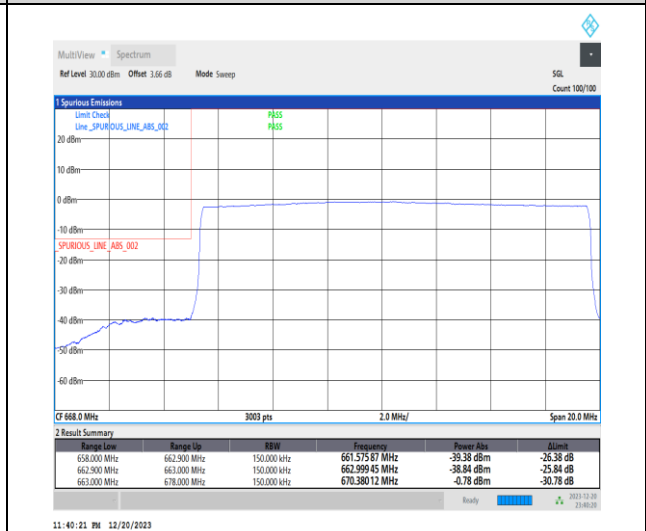 MultiView Spectrum
Ref Level 30.00 dBm Offset 3.66 dB Mode Sweep SGL
Count 100/100
1 Spurious Emissions
Limit Check PASS
Line _SPURIOUS_LINE_ABS_002 PASS
20 dBm
10 dBm
0 dBm
-10 dBm
SPURIOUS_LINE_ABS_002
-20 dBm
-30 dBm
-40 dBm
-50 dBm
-60 dBm
CF 668.0 MHz 3003 pts 2.0 MHz/ Span 20.0 MHz
2 Result Summary
Range Low Range Up RBW Frequency Power Abs ΔLimit
658.000 MHz 662.900 MHz 150.000 kHz 661.575 87 MHz -39.38 dBm -26.38 dB
662.900 MHz 663.000 MHz 150.000 kHz 662.999 45 MHz -38.84 dBm -25.84 dB
663.000 MHz 678.000 MHz 150.000 kHz 670.380 12 MHz -0.78 dBm -30.78 dB
Ready 2023-12-20
23:40:20
11:40:21 PM 12/20/2023